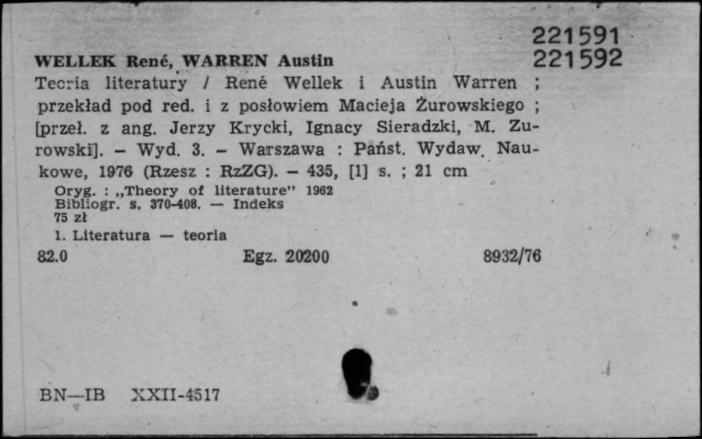 221591
WELLEK René, WARREN Austin 221592
Teoria literatury / René Wellek i Austin Warren ;
przekład pod red. i z posłowiem Macieja Żurowskiego ;
[przeł. z ang. Jerzy Krycki, Ignacy Sieradzki, M. Żu-
rowski]. – Wyd. 3. – Warszawa : Państ. Wydaw. Nau-
kowe, 1976 (Rzesz : RzZG). – 435, [1] s. ; 21 cm
Oryg. : „Theory of literature” 1962
Bibliogr. s. 370-408. — Indeks
75 zł
1. Literatura — teoria
82.0 Egz. 20200 8932/76
BN—IB XXII-4517